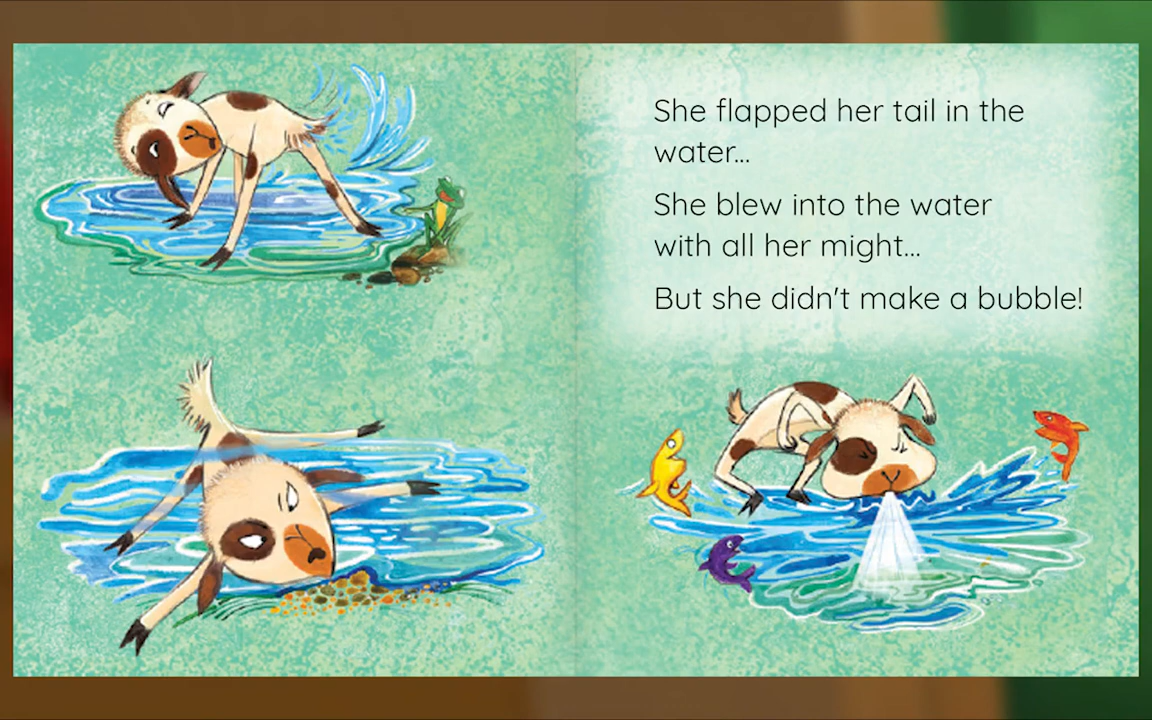 She flapped her tail in the
water...
She blew into the water
with all her might...
But she didn't make a bubble!